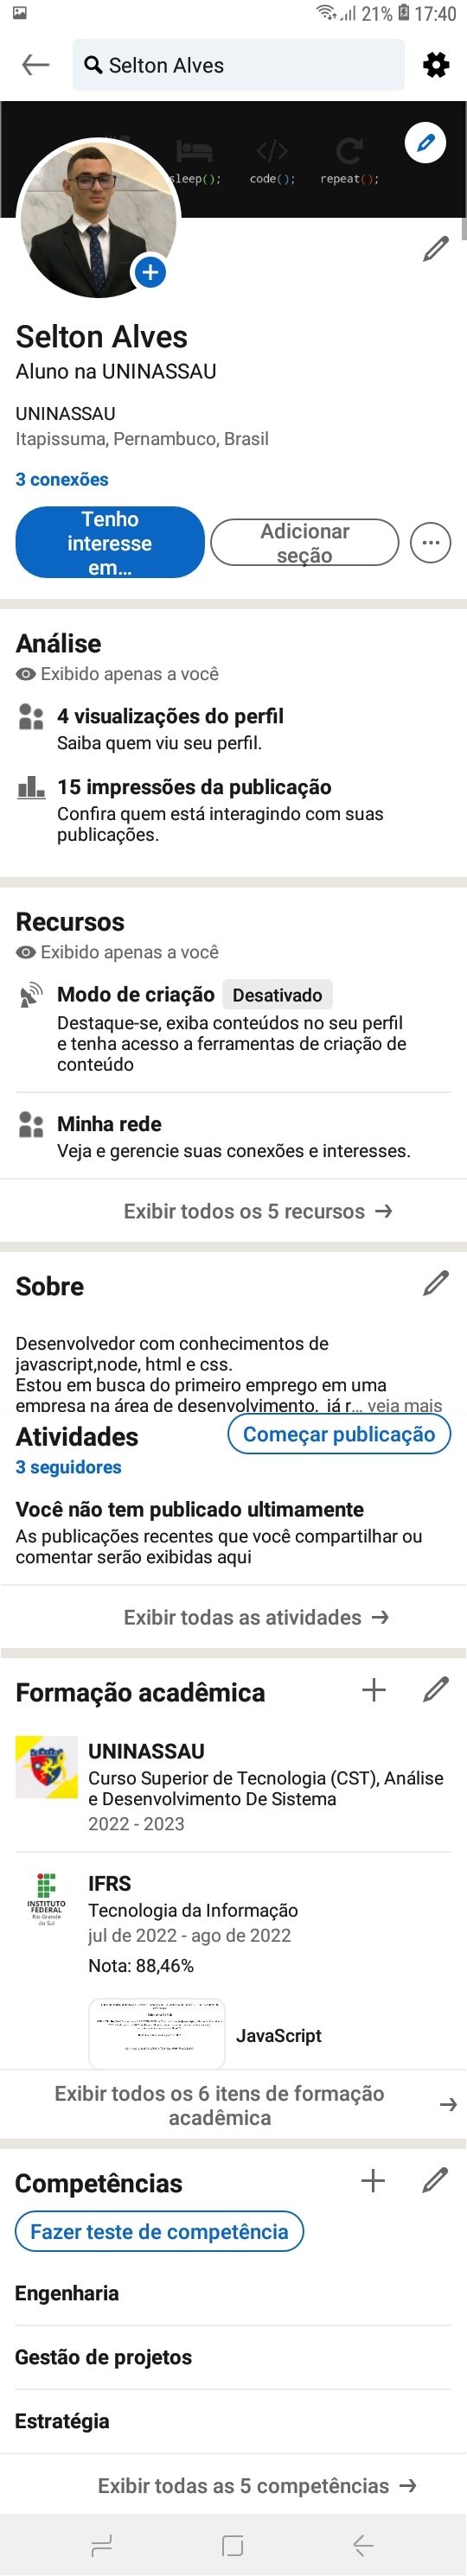 21% 17:40
Selton Alves
sleep(); code(); repeat();
Selton Alves
Aluno na UNINASSAU
UNINASSAU
Itapissuma, Pernambuco, Brasil
3 conexões
Tenho
interesse
em...
Adicionar
seção
Análise
Exibido apenas a você
4 visualizações do perfil
Saiba quem viu seu perfil.
15 impressões da publicação
Confira quem está interagindo com suas
publicações.
Recursos
Exibido apenas a você
Modo de criação Desativado
Destaque-se, exiba conteúdos no seu perfil
e tenha acesso a ferramentas de criação de
conteúdo
Minha rede
Veja e gerencie suas conexões e interesses.
Exibir todos os 5 recursos →
Sobre
Desenvolvedor com conhecimentos de
javascript,node, html e css.
Estou em busca do primeiro emprego em uma
empresa na área de desenvolvimento. já r... veja mais
Atividades
Começar publicação
3 seguidores
Você não tem publicado ultimamente
As publicações recentes que você compartilhar ou
comentar serão exibidas aqui
Exibir todas as atividades →
Formação acadêmica
UNINASSAU
Curso Superior de Tecnologia (CST), Análise
e Desenvolvimento De Sistema
2022 - 2023
INSTITUTO
FEDERAL
Rio Grande
do Sul
IFRS
Tecnologia da Informação
jul de 2022 - ago de 2022
Nota: 88,46%
JavaScript
Exibir todos os 6 itens de formação
acadêmica →
Competências
Fazer teste de competência
Engenharia
Gestão de projetos
Estratégia
Exibir todas as 5 competências →